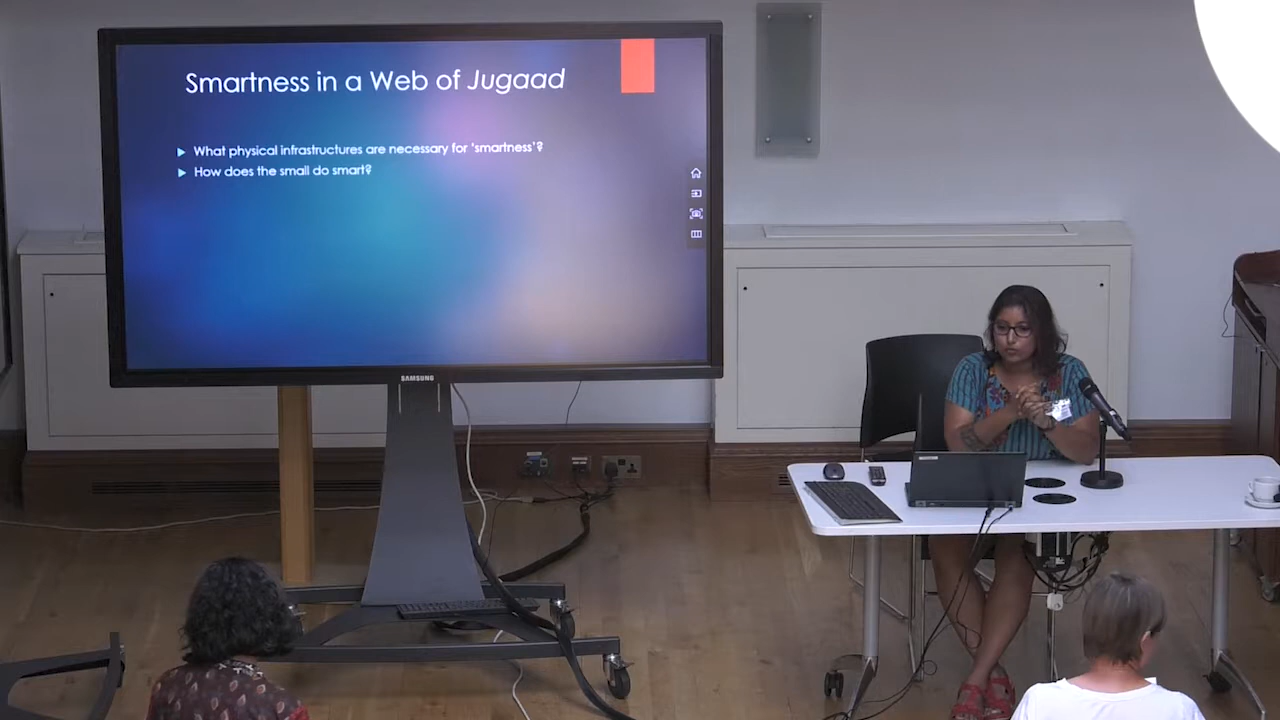 Smartness in a Web of Jugaad
What physical infrastructures are necessary for 'smartness'?
How does the small do smart?
SAMSUNG